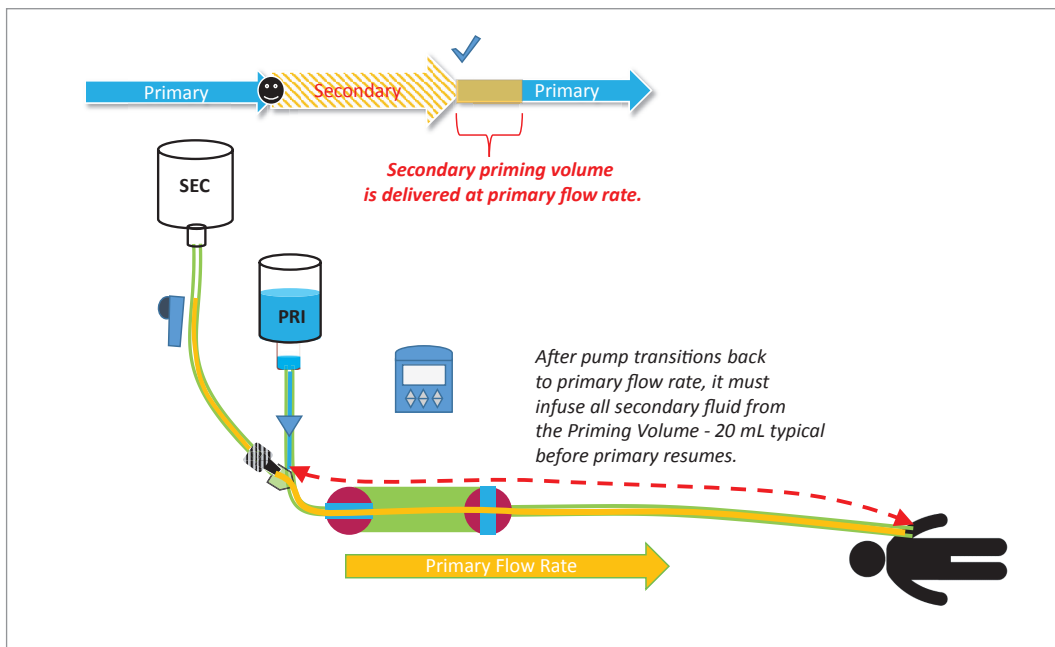 Primary
Secondary
Primary
Secondary priming volume
is delivered at primary flow rate.
SEC
PRI
After pump transitions back
to primary flow rate, it must
infuse all secondary fluid from
the Priming Volume - 20 mL typical
before primary resumes.
Primary Flow Rate